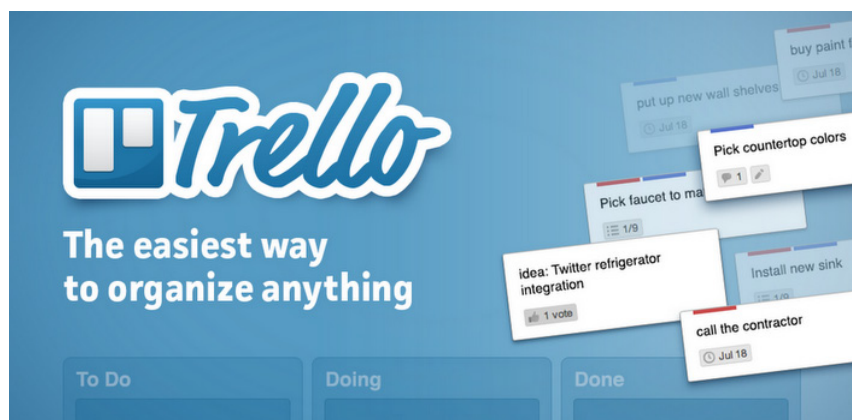 Trello
The easiest way
to organize anything
buy paint f
Jul 18
put up new wall shelves
Jul 18
Pick countertop colors
1
Pick faucet to ma
1/9
idea: Twitter refrigerator
integration
1 vote
Install new sink
1/9
call the contractor
Jul 18
To Do
Doing
Done